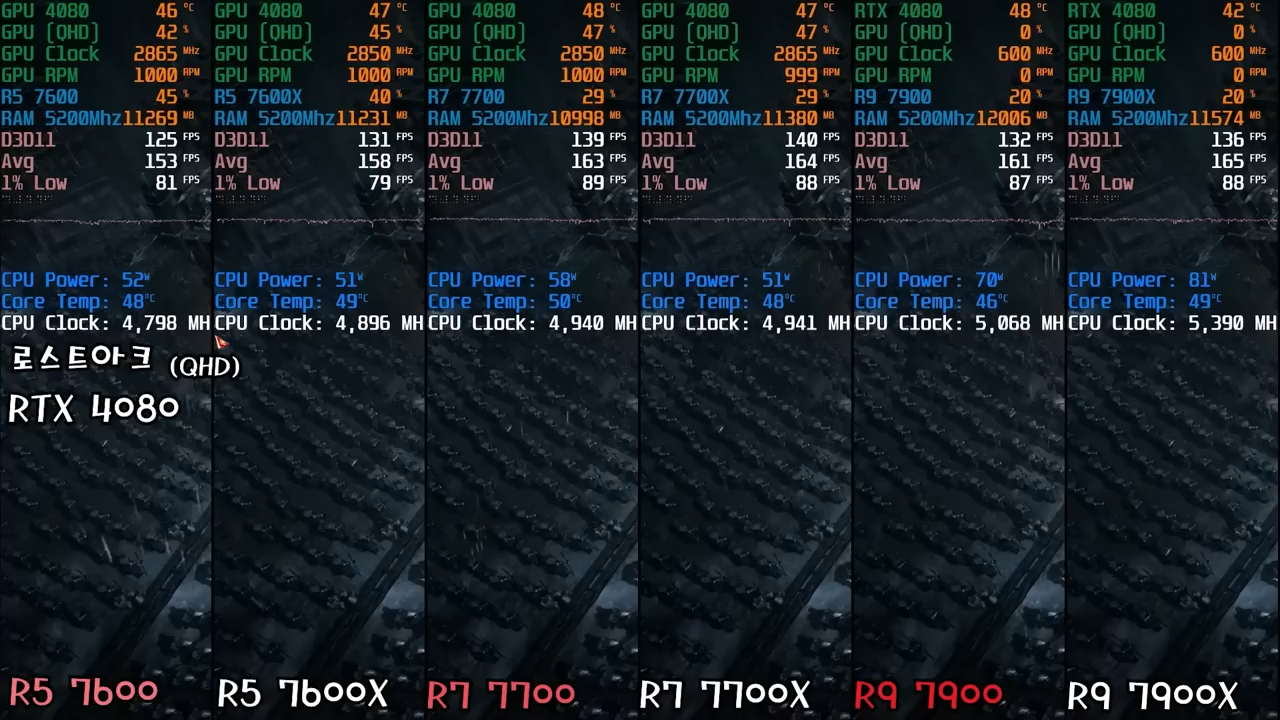 GPU 4080 46 °C GPU 4080 47 °C GPU 4080 48 °C GPU 4080 47 °C RTX 4080 48 °C RTX 4080 42 °C
GPU (QHD) 42 % GPU (QHD) 45 % GPU (QHD) 47 % GPU (QHD) 47 % GPU (QHD) 0 % GPU (QHD) 0 %
GPU Clock 2865 MHz GPU Clock 2850 MHz GPU Clock 2850 MHz GPU Clock 2865 MHz GPU Clock 600 MHz GPU Clock 600 MHz
GPU RPM 1000 RPM GPU RPM 1000 RPM GPU RPM 1000 RPM GPU RPM 999 RPM GPU RPM 0 RPM GPU RPM 0 RPM
R5 7600 45 % R5 7600X 40 % R7 7700 29 % R7 7700X 29 % R9 7900 20 % R9 7900X 20 %
RAM 5200Mhz 11269 MB RAM 5200Mhz 11231 MB RAM 5200Mhz 10998 MB RAM 5200Mhz 11380 MB RAM 5200Mhz 12006 MB RAM 5200Mhz 11574 MB
D3D11 125 FPS D3D11 131 FPS D3D11 139 FPS D3D11 140 FPS D3D11 132 FPS D3D11 136 FPS
Avg 153 FPS Avg 158 FPS Avg 163 FPS Avg 164 FPS Avg 161 FPS Avg 165 FPS
1% Low 81 FPS 1% Low 79 FPS 1% Low 89 FPS 1% Low 88 FPS 1% Low 87 FPS 1% Low 88 FPS
CPU Power: 52W CPU Power: 51W CPU Power: 58W CPU Power: 51W CPU Power: 70W CPU Power: 81W
Core Temp: 48°C Core Temp: 49°C Core Temp: 50°C Core Temp: 48°C Core Temp: 46°C Core Temp: 49°C
CPU Clock: 4,798 MH CPU Clock: 4,896 MH CPU Clock: 4,940 MH CPU Clock: 4,941 MH CPU Clock: 5,068 MH CPU Clock: 5,390 MH
로스트아크 (QHD)
RTX 4080
R5 7600 R5 7600X R7 7700 R7 7700X R9 7900 R9 7900X